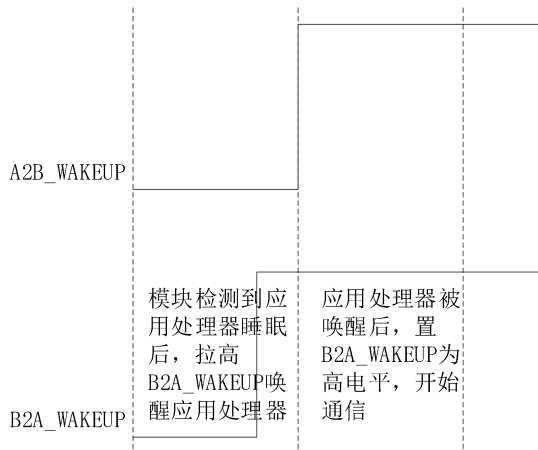 A2B_WAKEUP
模块检测到应
用处理器睡眠
后，拉高
B2A_WAKEUP唤
醒应用处理器
应用处理器被
唤醒后，置
B2A_WAKEUP为
高电平，开始
通信
B2A_WAKEUP